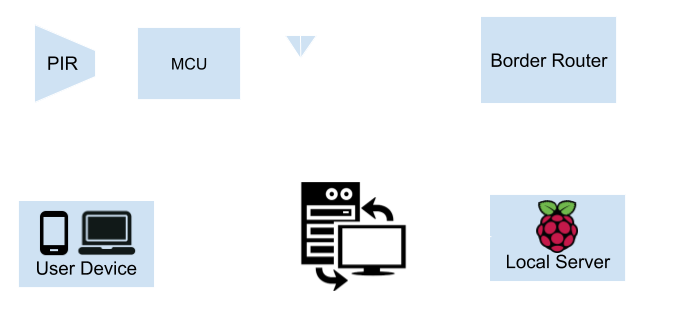 PIR
MCU
Border Router
User Device
Local Server